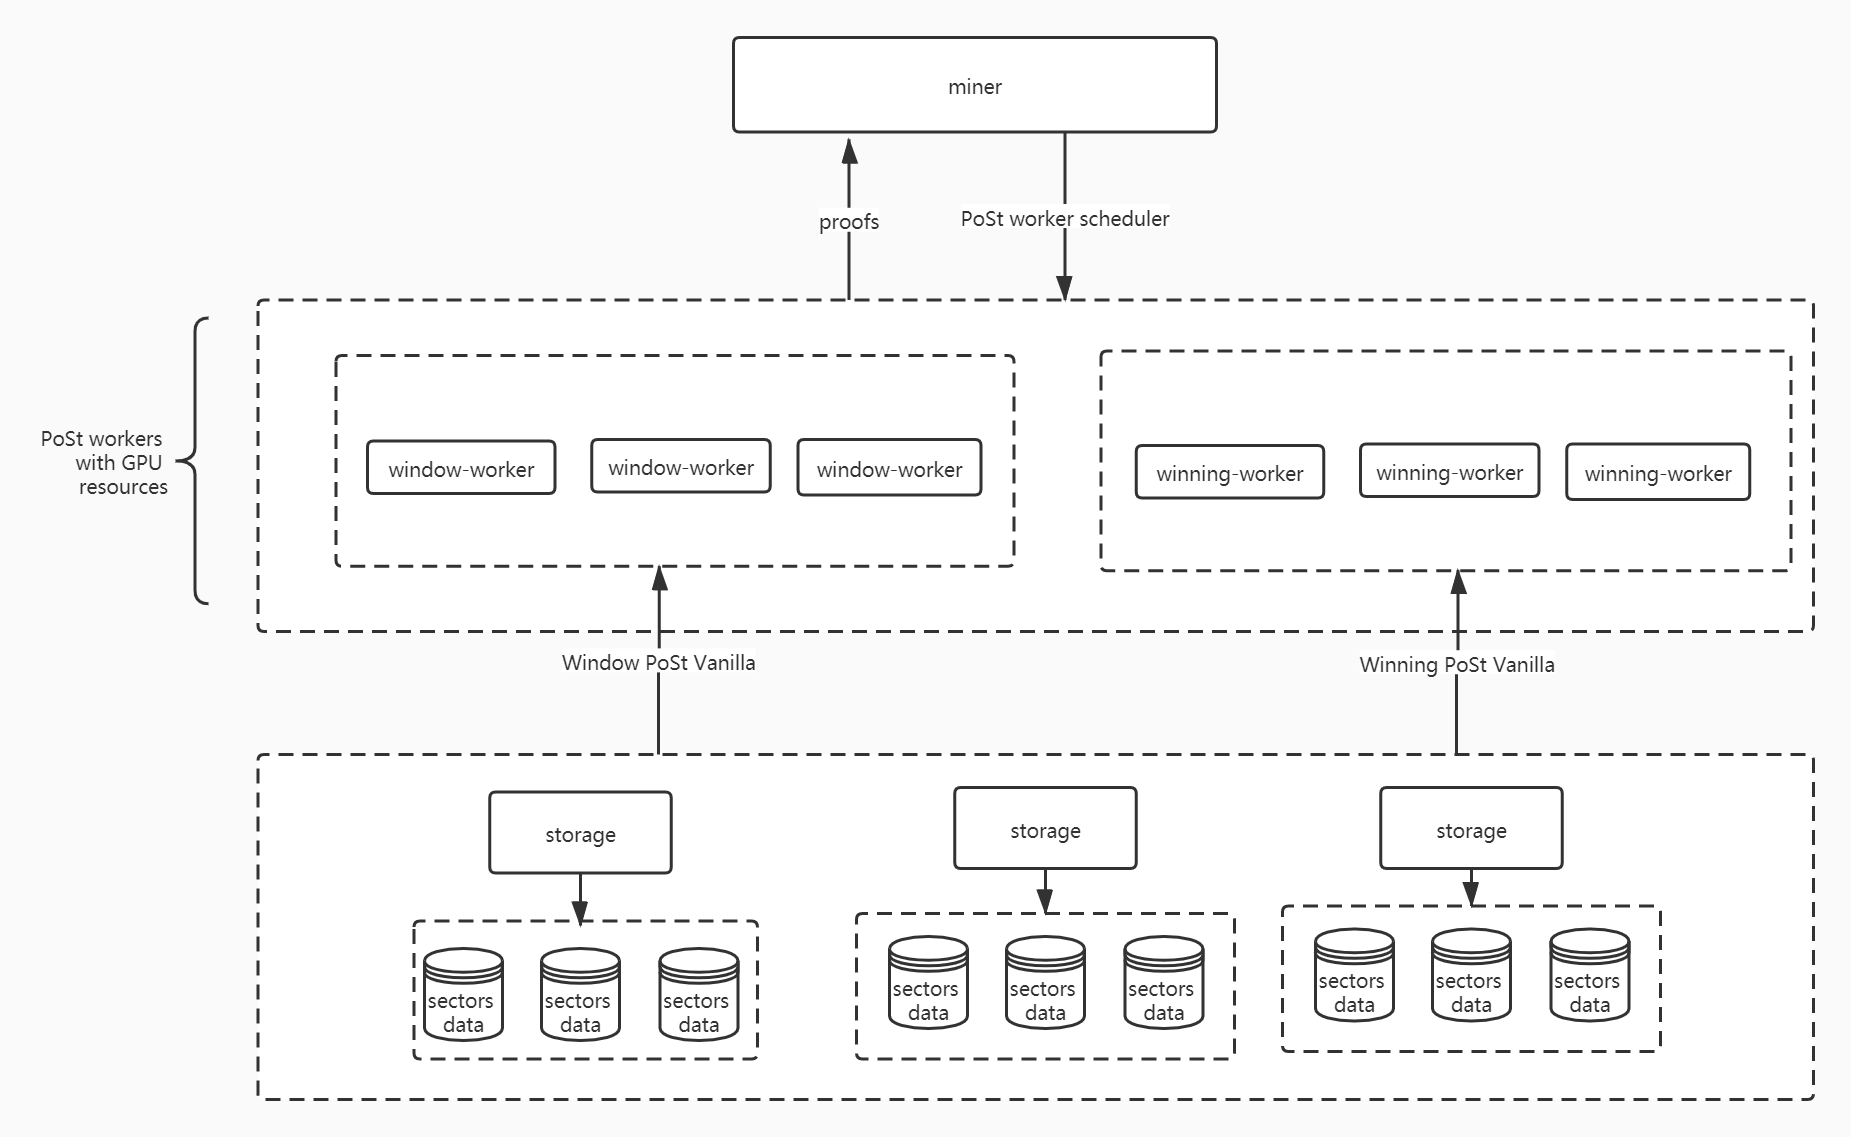 miner
proofs
PoSt worker scheduler
PoSt workers
with GPU
resources
window-worker
window-worker
window-worker
winning-worker
winning-worker
winning-worker
Window PoSt Vanilla
Winning PoSt Vanilla
storage
storage
storage
sectors
data
sectors
data
sectors
data
sectors
data
sectors
data
sectors
data
sectors
data
sectors
data
sectors
data